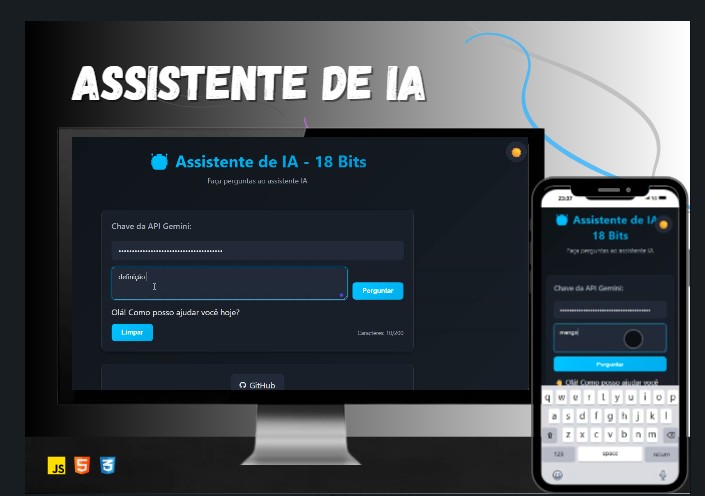 ASSISTENTE DE IA
Assistente de IA - 18 Bits
Faça perguntas ao assistente IA
Chave da API Gemini:
definição
Perguntar
Olá! Como posso ajudar você hoje?
Limpar
Caracteres: 10/200
GitHub
JS
5
3
23:37
Assistente de IA
18 Bits
Faça perguntas ao assistente IA
Chave da API Gemini:
manga
Perguntar
Olá! Como posso ajudar você
q w e r t y u i o p
a s d f g h j k l
z x c v b n m
123 space return